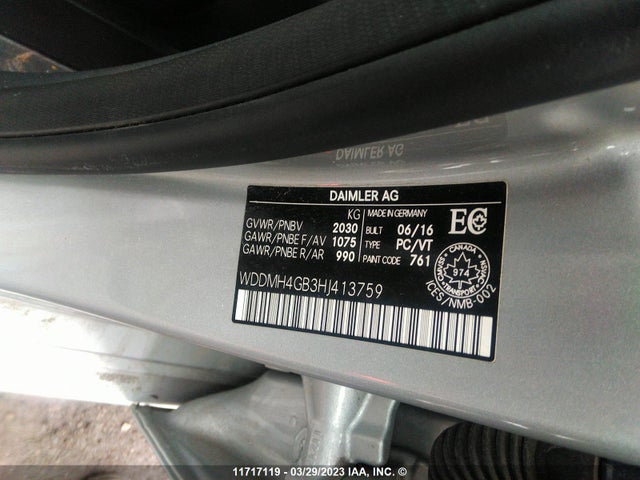 DAIMLER AG
DAIMLER AG
KG
GVWR/PNBV 2030
GAWR/PNBE F/AV 1075
GAWR/PNBE R/AR 990
MADE IN GERMANY
BUILT 06/16
TYPE PC/VT
PAINT CODE 761
EC
CANADA
974
TRANSPORT
ICES/NMB-002
WDDMH4GB3HJ413759
11717119 - 03/29/2023 IAA, Inc. ©